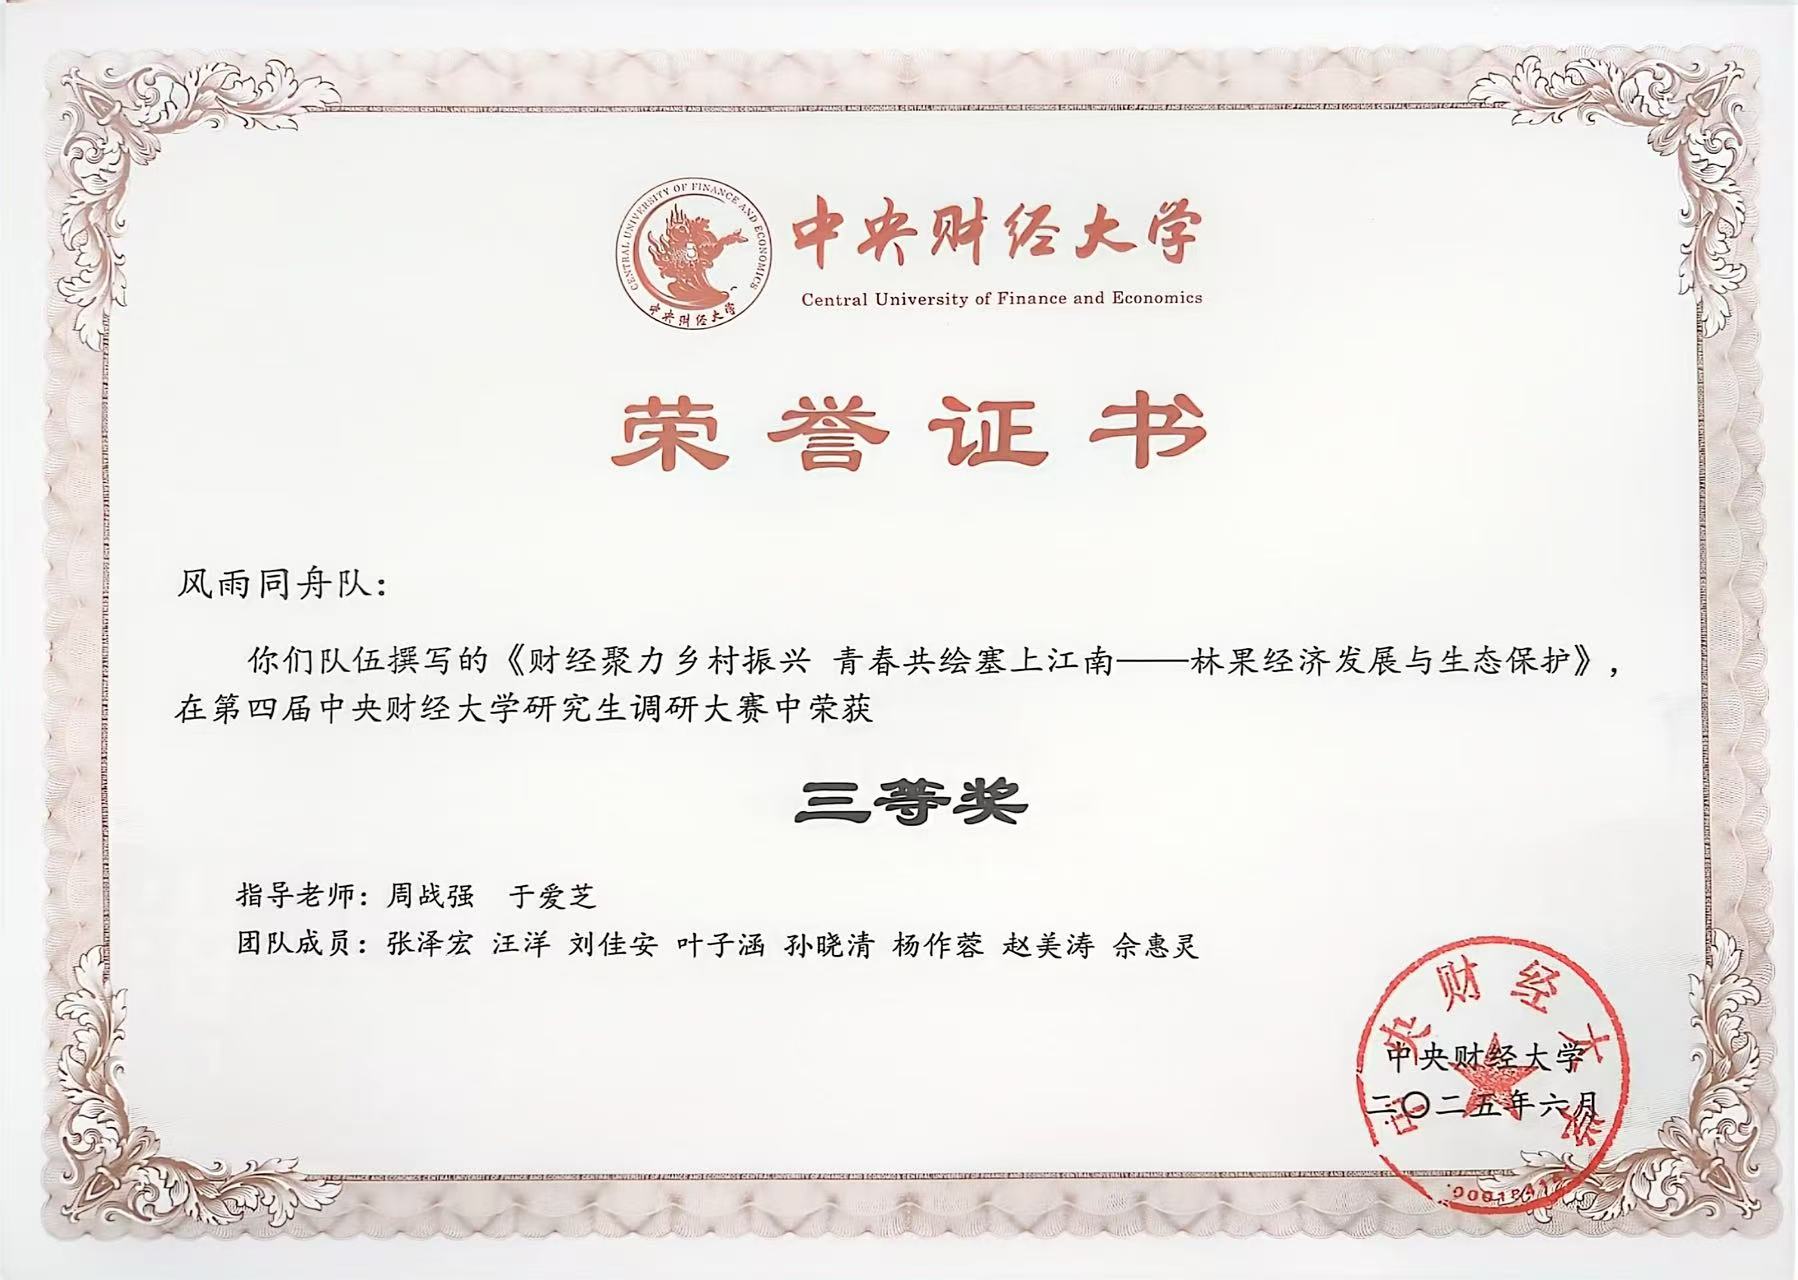 CENTRAL UNIVERSITY OF FINANCE AND ECONOMICS
中央财经大学
中央财经大学
Central University of Finance and Economics
荣誉证书
风雨同舟队：
你们队伍撰写的《财经聚力乡村振兴 青春共绘塞上江南——林果经济发展与生态保护》，
在第四届中央财经大学研究生调研大赛中荣获
三等奖
指导老师：周战强 于爱芝
团队成员：张泽宏 汪洋 刘佳安 叶子涵 孙晓清 杨作蓉 赵美涛 佘惠灵
中央财经大学
中央财经大学
二〇二五年六月